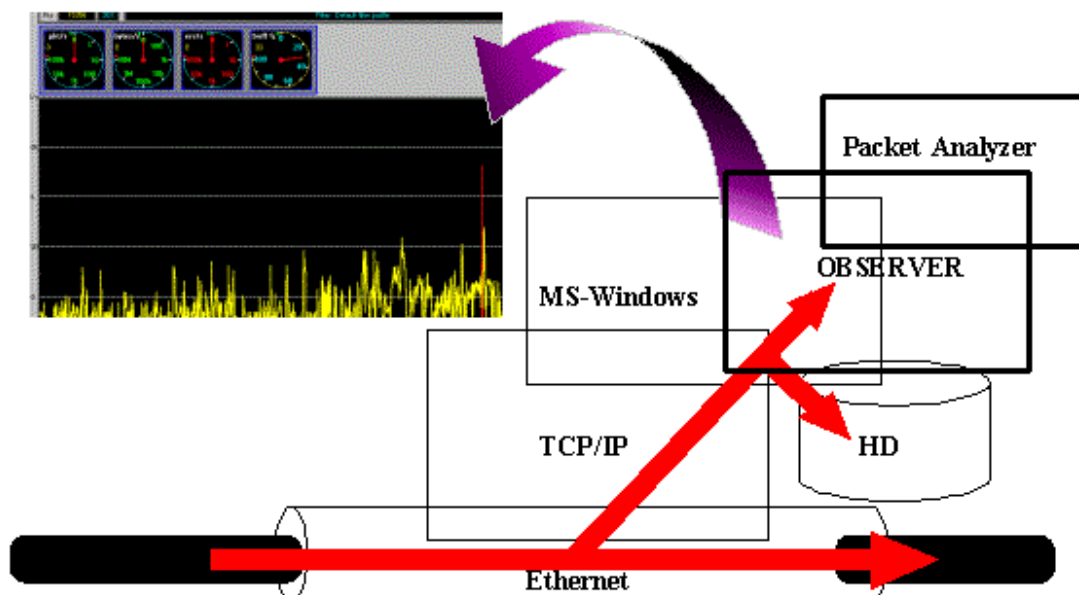 Packet Analyzer
OBSERVER
MS-Windows
TCP/IP
HD
Ethernet